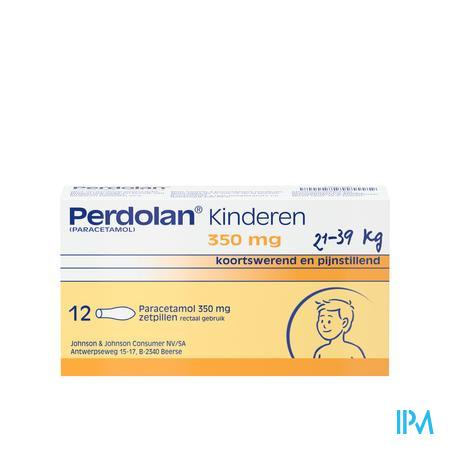 Perdolan® Kinderen
(PARACETAMOL)
350 mg
21-39 Kg
koortswerend en pijnstillend
12
Paracetamol 350 mg
zetpillen rectaal gebruik
Johnson & Johnson Consumer NV/SA
Antwerpseweg 15-17, B-2340 Beerse
IPM